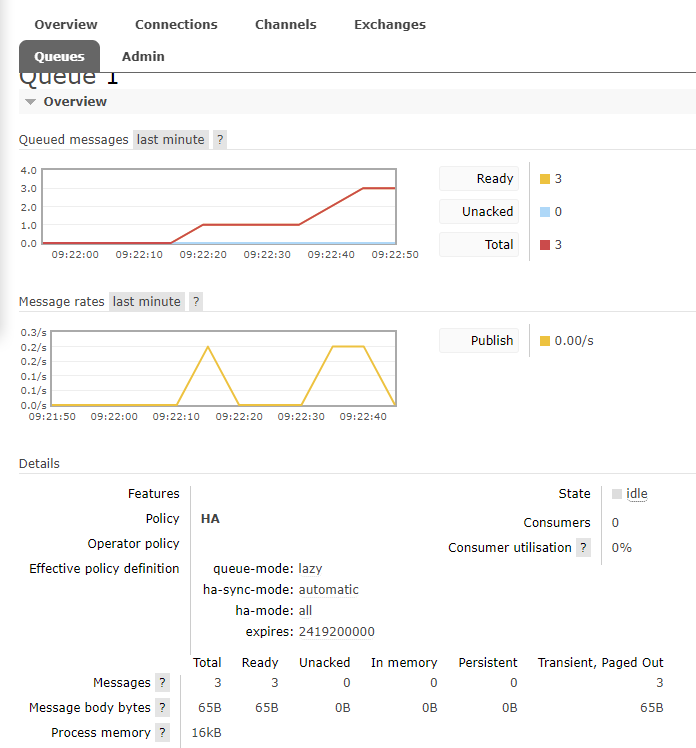 Overview Connections Channels Exchanges
Queues Admin
Queue 1
Overview
Queued messages last minute ?
4.0
3.0
2.0
1.0
0.0
09:22:00 09:22:10 09:22:20 09:22:30 09:22:40 09:22:50
Ready 3
Unacked 0
Total 3
Message rates last minute ?
0.3/s
0.2/s
0.2/s
0.1/s
0.1/s
0.0/s
09:21:50 09:22:00 09:22:10 09:22:20 09:22:30 09:22:40
Publish 0.00/s
Details
Features State idle
Policy HA Consumers 0
Operator policy Consumer utilisation ? 0%
Effective policy definition queue-mode: lazy
ha-sync-mode: automatic
ha-mode: all
expires: 2419200000
Total Ready Unacked In memory Persistent Transient, Paged Out
Messages ? 3 3 0 0 0 3
Message body bytes ? 65B 65B 0B 0B 0B 65B
Process memory ? 16kB